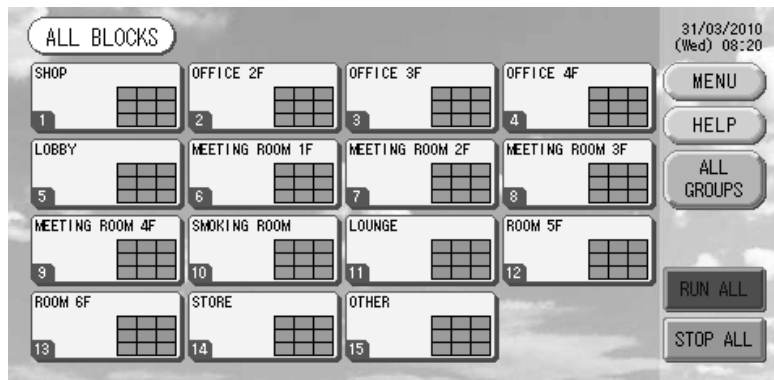 ALL BLOCKS
31/03/2010
(Wed) 08:20
SHOP
1
OFFICE 2F
2
OFFICE 3F
3
OFFICE 4F
4
LOBBY
5
MEETING ROOM 1F
6
MEETING ROOM 2F
7
MEETING ROOM 3F
8
MEETING ROOM 4F
9
SMOKING ROOM
10
LOUNGE
11
ROOM 5F
12
ROOM 6F
13
STORE
14
OTHER
15
MENU
HELP
ALL
GROUPS
RUN ALL
STOP ALL